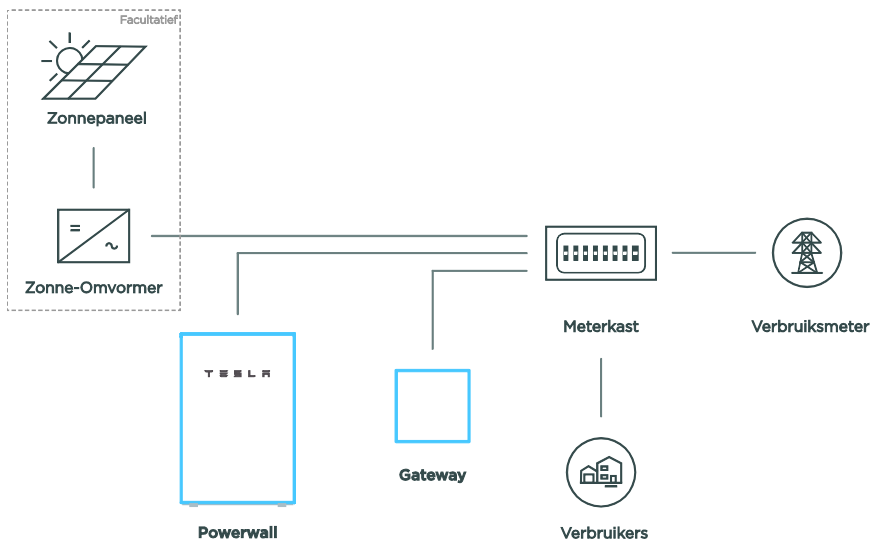 Facultatief
Zonnepaneel
Zonne-Omvormer
TESLA
Powerwall
Gateway
Meterkast
Verbruiksmeter
Verbruikers